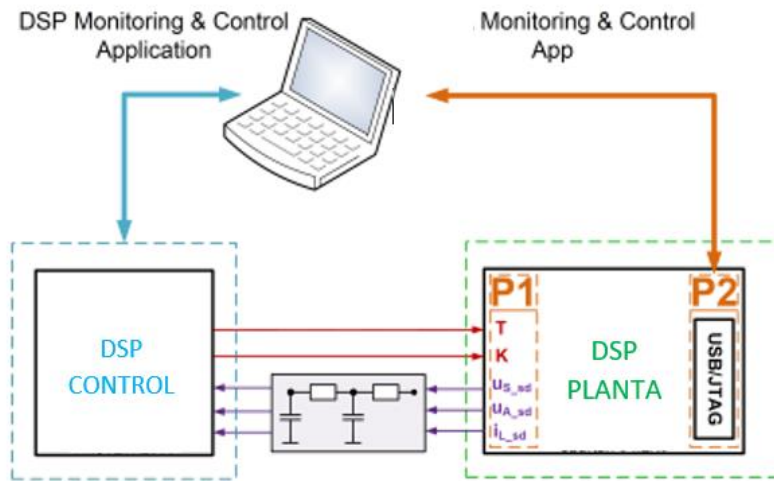 DSP Monitoring & Control
Application
. Monitoring & Control
App
P1
P2
T
K
uS_sd
uA_sd
iL_sd
DSP
CONTROL
DSP
PLANTA
USB/JTAG